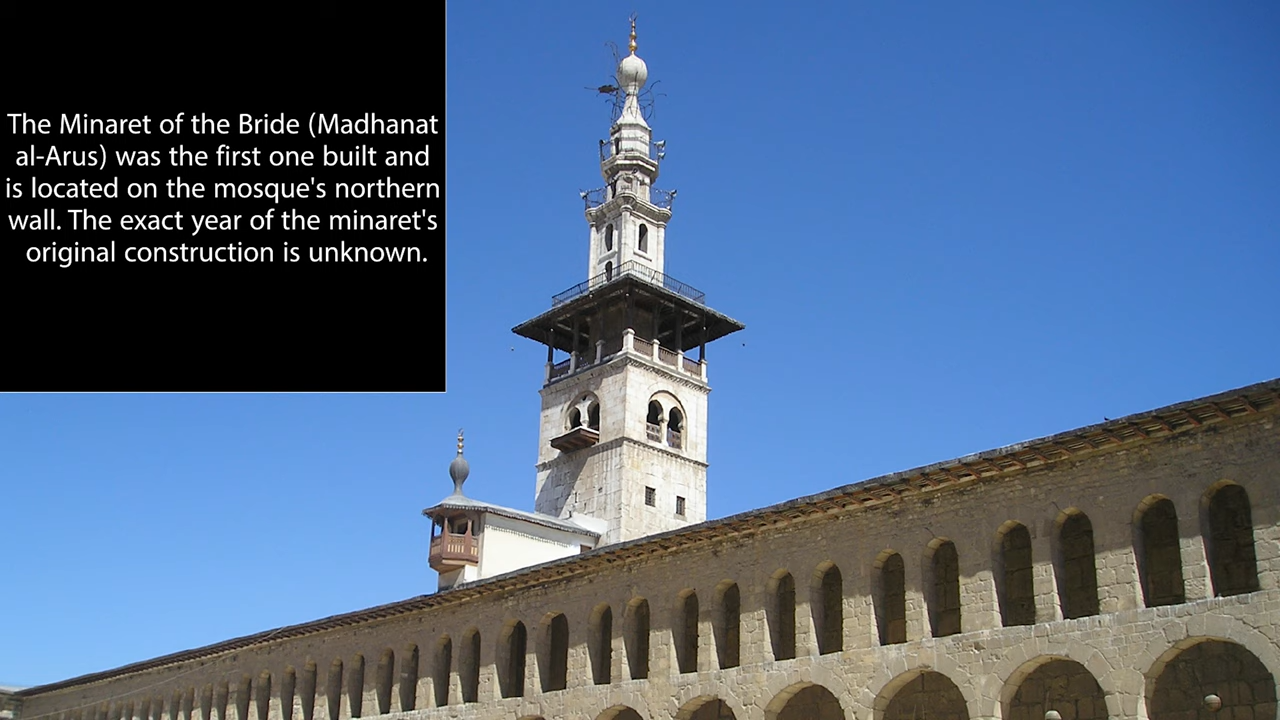 The Minaret of the Bride (Madhanat
al-Arus) was the first one built and
is located on the mosque's northern
wall. The exact year of the minaret's
original construction is unknown.